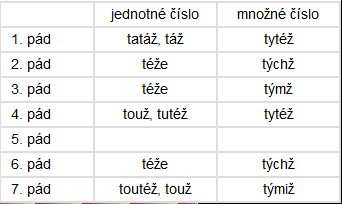 jednotné číslo množné číslo
1. pád tatáž, táž tytéž
2. pád téže týchž
3. pád téže týmž
4. pád touž, tutéž tytéž
5. pád
6. pád téže týchž
7. pád toutéž, touž týmiž